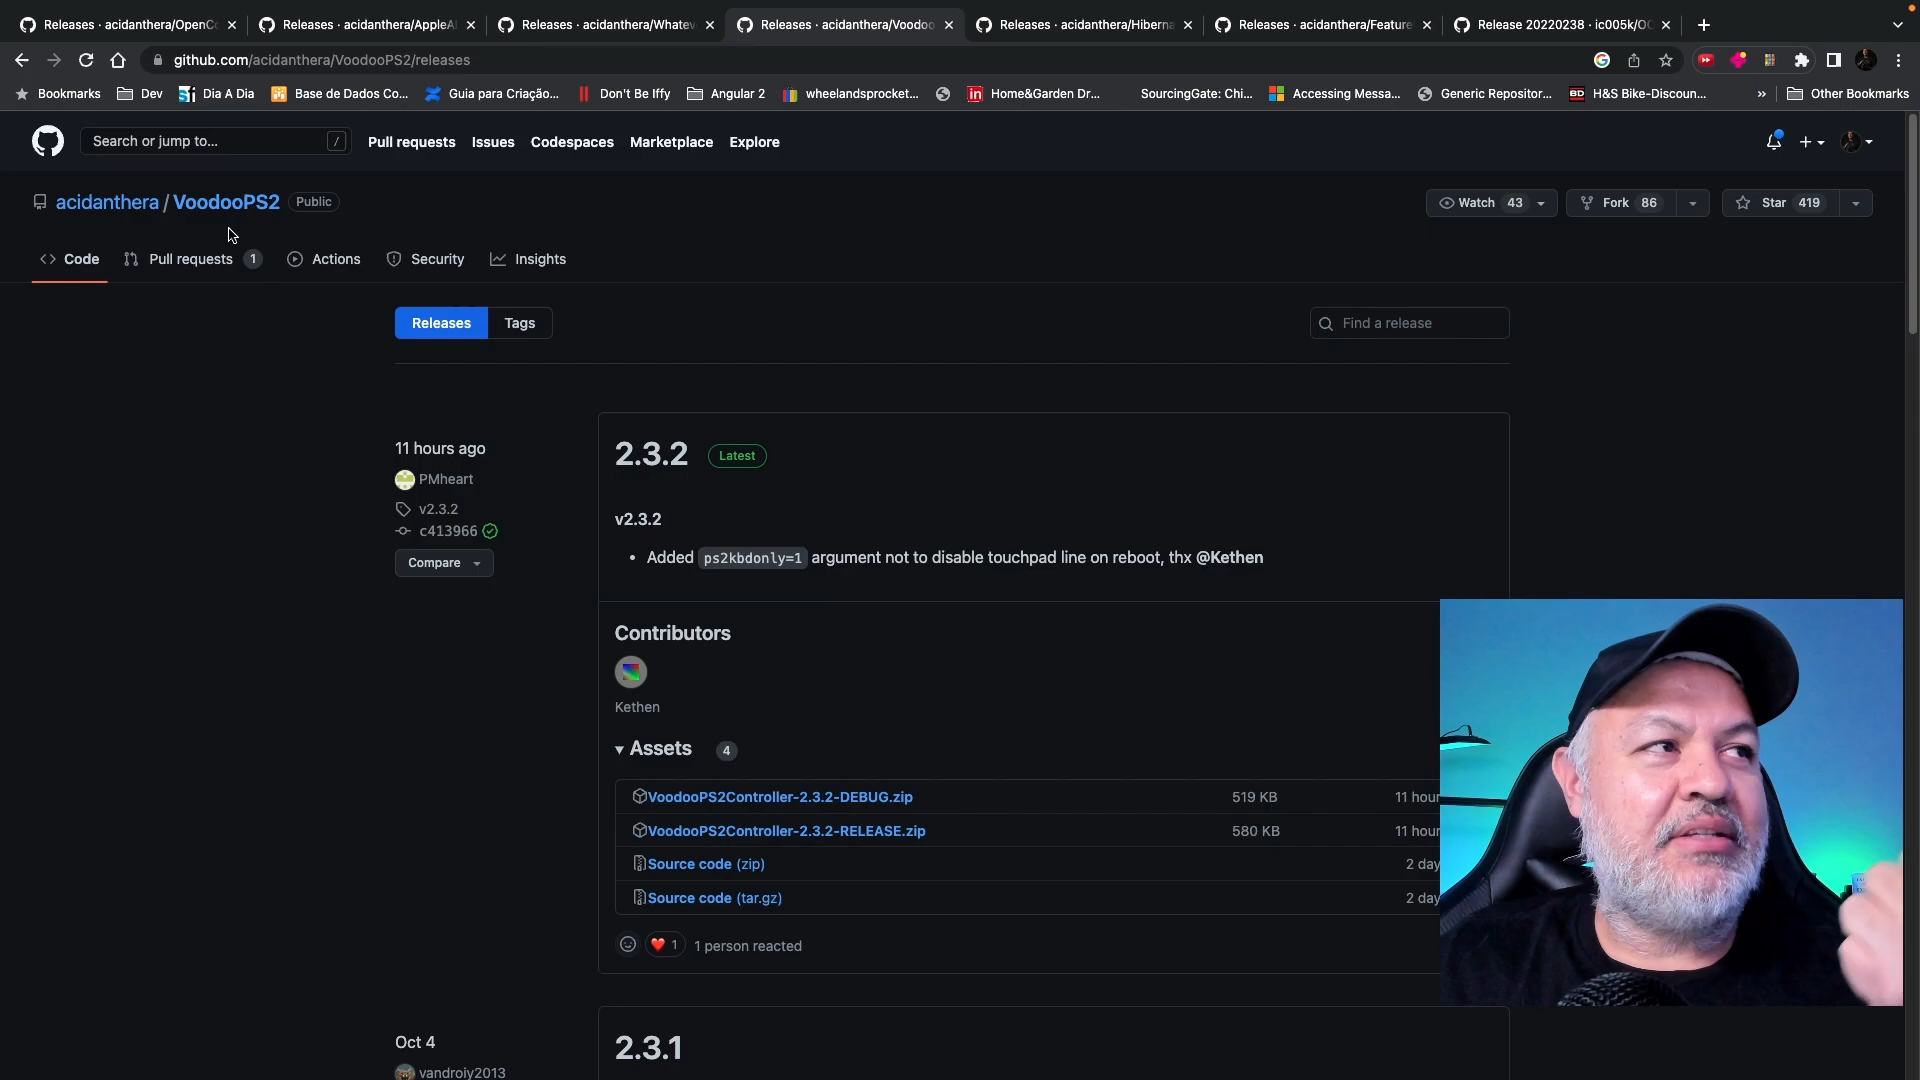 Releases · acidanthera/OpenCo
Releases · acidanthera/AppleAL
Releases · acidanthera/Whatev
Releases · acidanthera/Voodoo
Releases · acidanthera/Hiberna
Releases · acidanthera/Feature
Release 20220238 · ic005k/OC
github.com/acidanthera/VoodooPS2/releases
Bookmarks
Dev
Dia A Dia
Base de Dados Co...
Guia para Criação...
Don't Be Iffy
Angular 2
wheelandsprocket...
Home&Garden Dr...
SourcingGate: Chi...
Accessing Messa...
Generic Repositor...
BD
H&S Bike-Discoun...
»
Other Bookmarks
Search or jump to...
/
Pull requests
Issues
Codespaces
Marketplace
Explore
acidanthera / VoodooPS2
Public
Watch 43
Fork 86
Star 419
Code
Pull requests 1
Actions
Security
Insights
Releases
Tags
Find a release
11 hours ago
PMheart
v2.3.2
c413966
Compare
2.3.2
Latest
v2.3.2
• Added ps2kbdonly=1 argument not to disable touchpad line on reboot, thx @Kethen
Contributors
Kethen
Assets 4
VoodooPS2Controller-2.3.2-DEBUG.zip
519 KB
11 hour
VoodooPS2Controller-2.3.2-RELEASE.zip
580 KB
11 hour
Source code (zip)
2 day
Source code (tar.gz)
2 day
1
1 person reacted
Oct 4
vandroiy2013
2.3.1